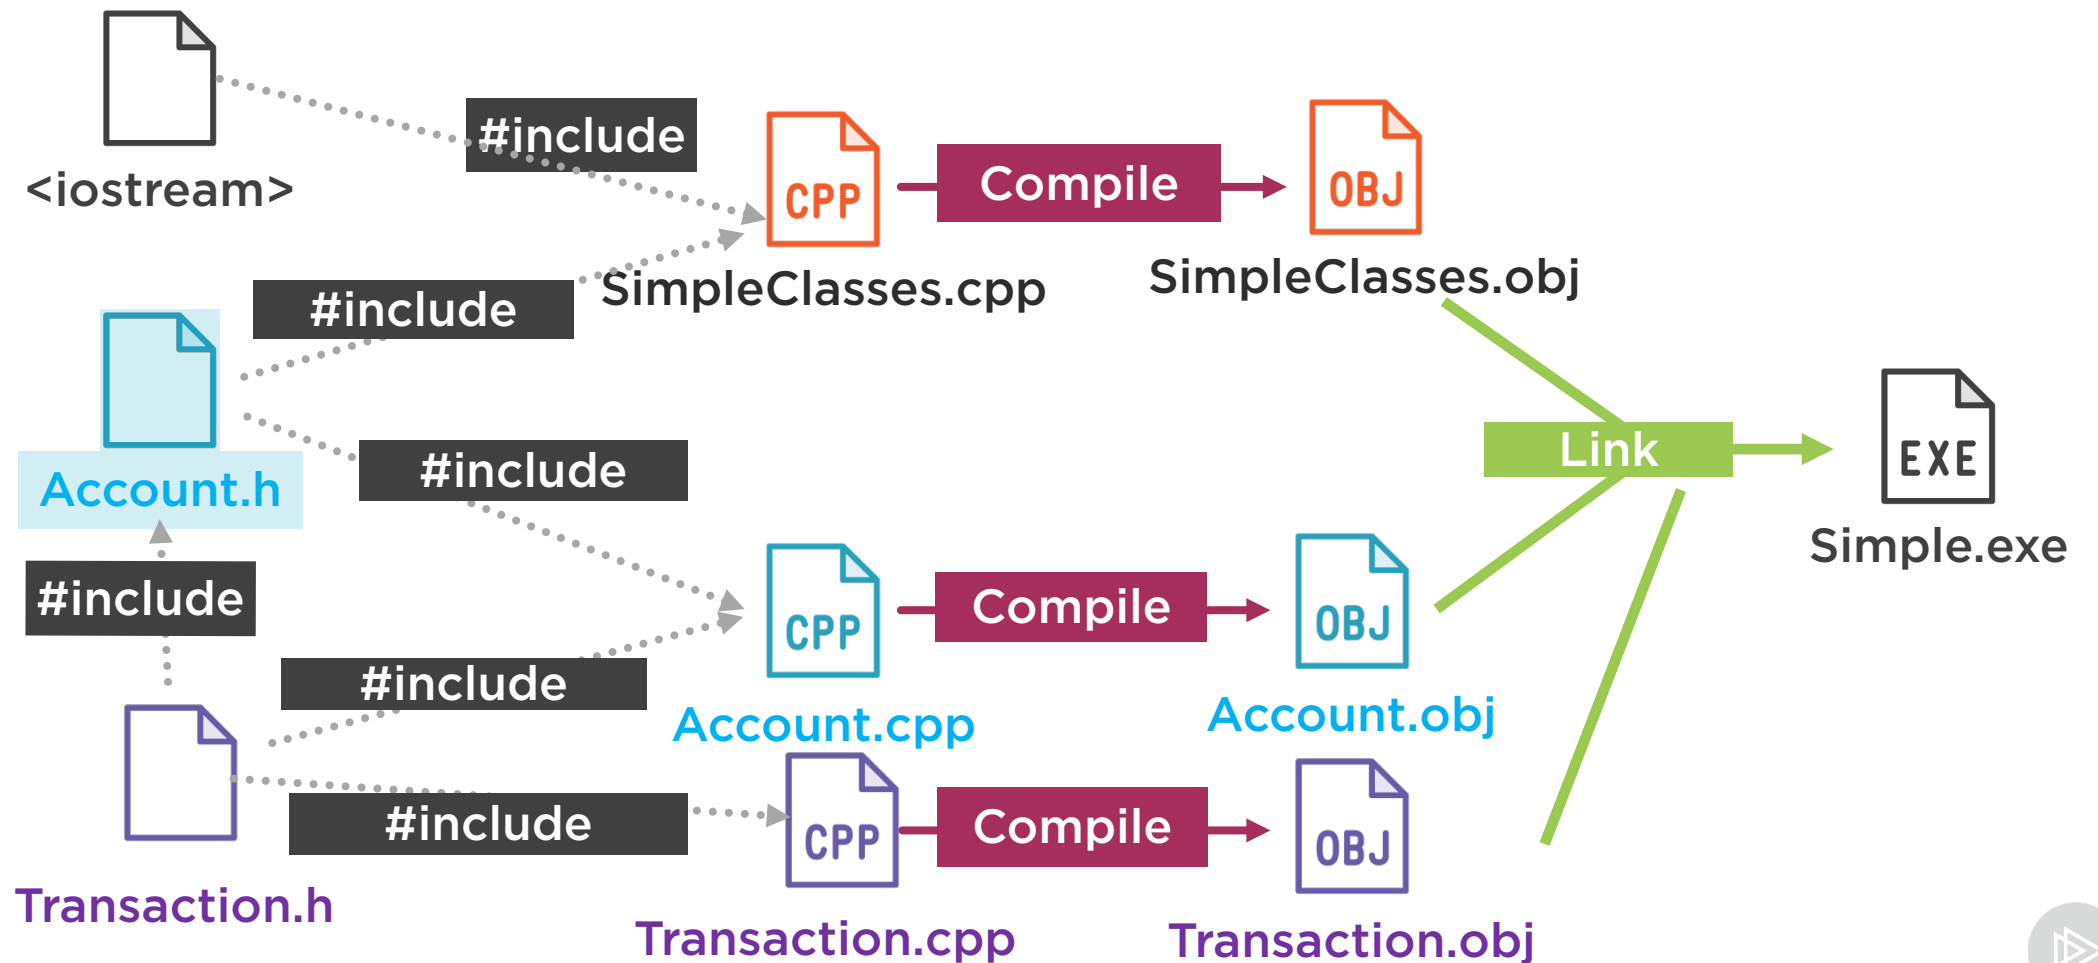 #include
<iostream>
CPP
Compile
OBJ
SimpleClasses.cpp
SimpleClasses.obj
#include
Account.h
#include
Link
EXE
Simple.exe
#include
#include
CPP
Compile
OBJ
Account.cpp
Account.obj
#include
CPP
Compile
OBJ
Transaction.h
Transaction.cpp
Transaction.obj